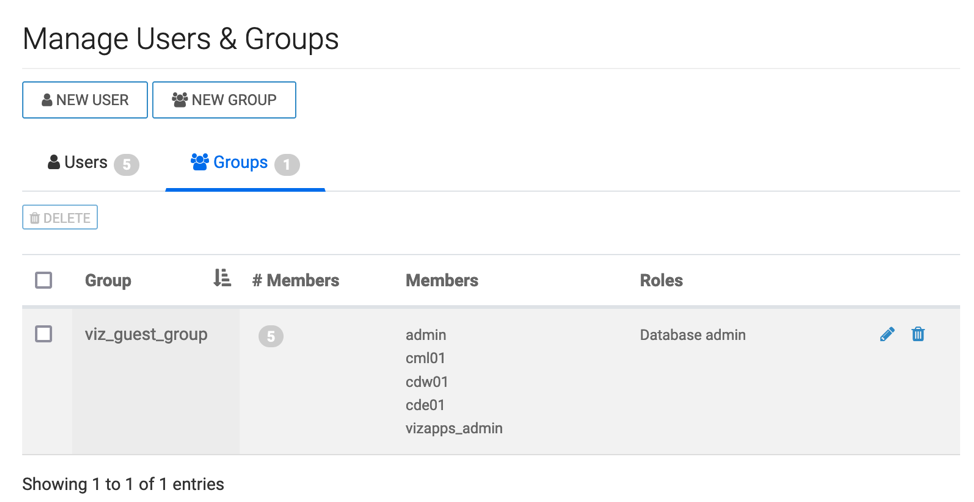 Manage Users & Groups
NEW USER NEW GROUP
Users 5 Groups 1
DELETE
Group # Members Members Roles
viz_guest_group 5 admin Database admin
cml01
cdw01
cde01
vizapps_admin
Showing 1 to 1 of 1 entries